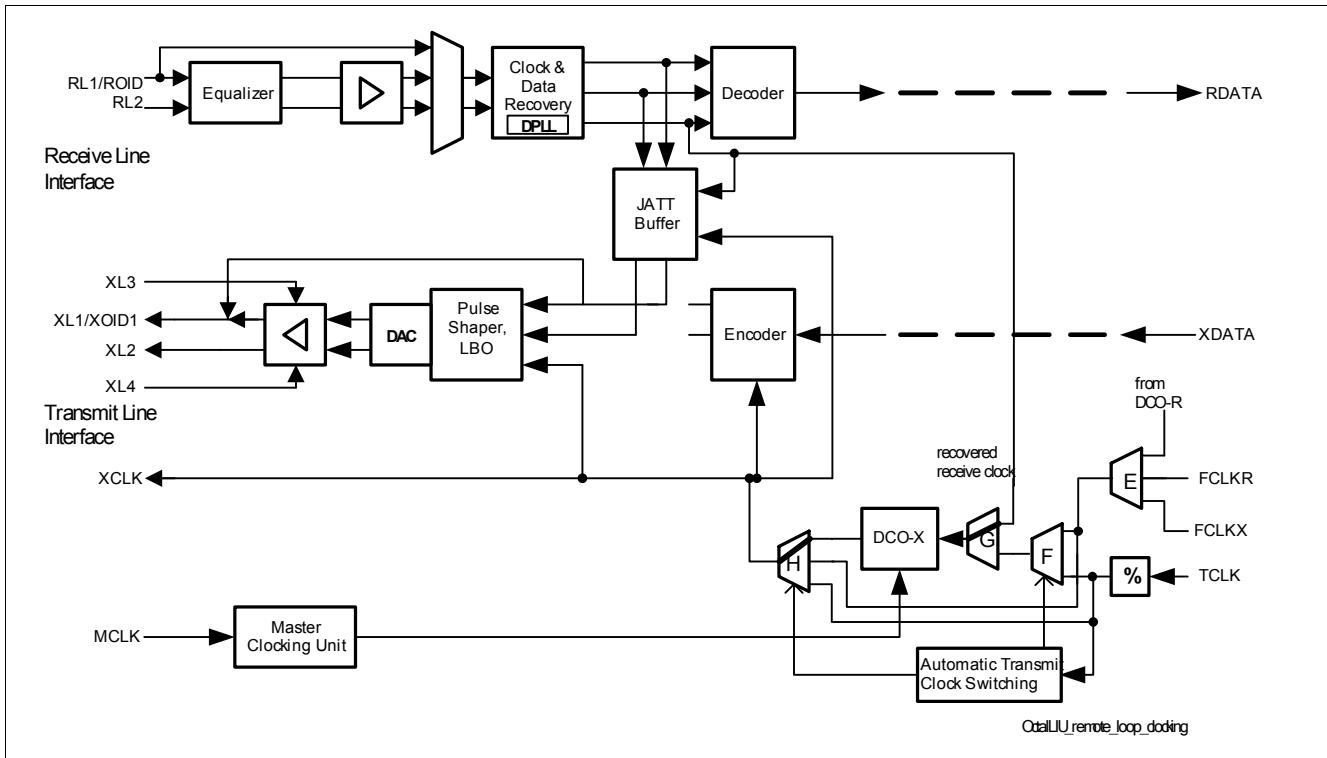 RL1/ROID
RL2
Equalizer
Clock &
Data
Recovery
DPLL
Decoder
RDATA
Receive Line
Interface
JATT
Buffer
XL3
XL1/XOID1
XL2
XL4
DAC
Pulse
Shaper,
LBO
Encoder
XDATA
Transmit Line
Interface
from
DCO-R
XCLK
recovered
receive clock
E
FCLKR
FCLKX
H
DCO-X
G
F
%
TCLK
MCLK
Master
Clocking Unit
Automatic Transmit
Clock Switching
OctalLIU_remote_loop_clocking